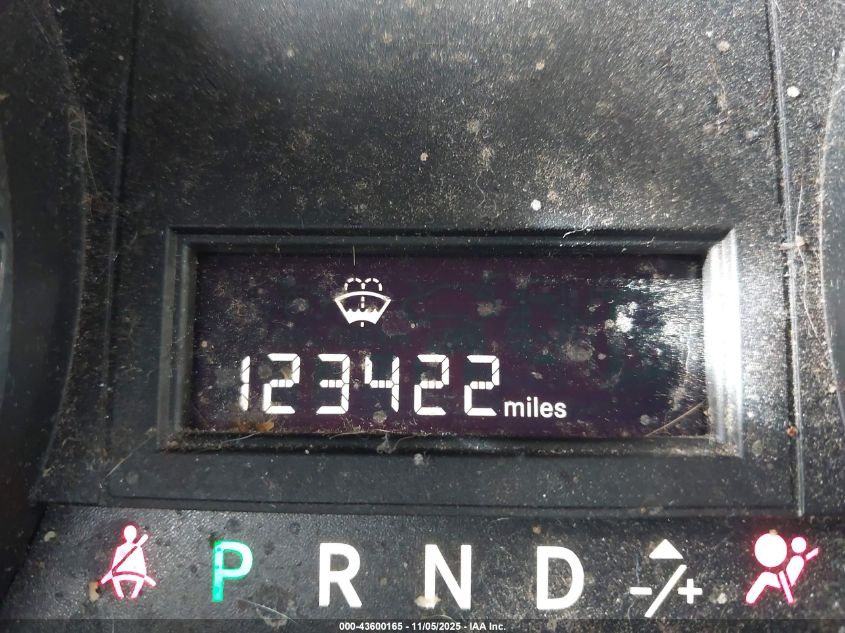 123422 miles
P R N D -/+
000-43600165 - 11/05/2025 - IAA Inc.